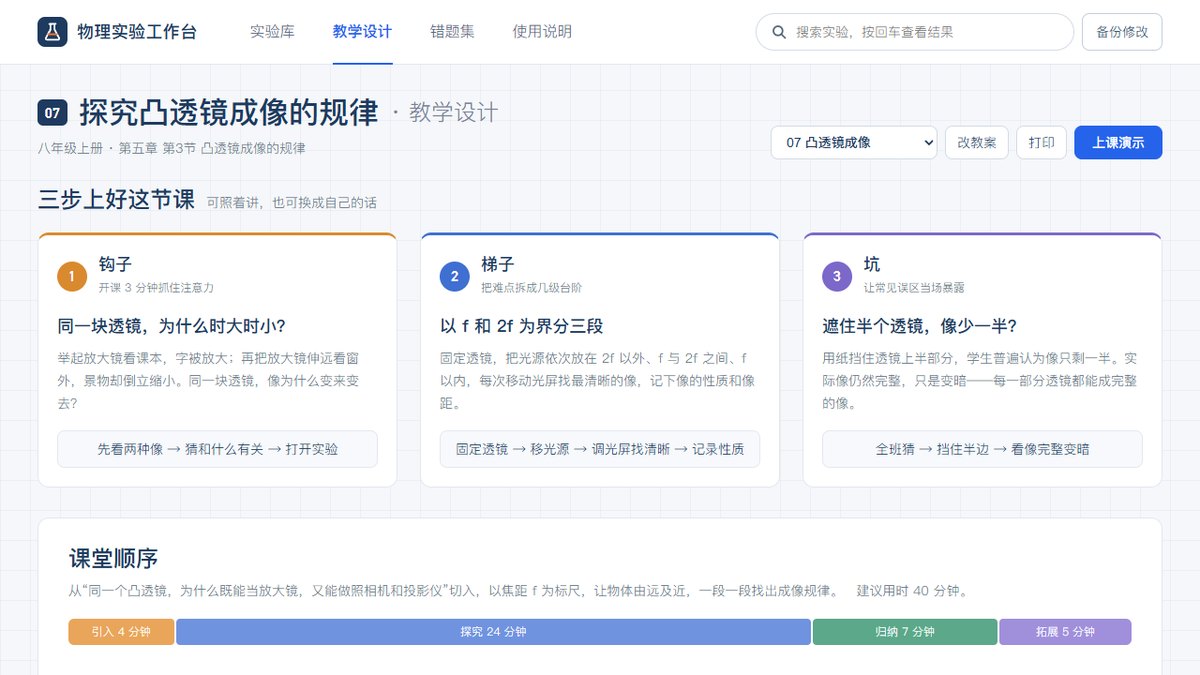 物理实验工作台
实验库
教学设计
错题集
使用说明
搜索实验，按回车查看结果
备份修改
07 探究凸透镜成像的规律 · 教学设计
八年级上册 · 第五章 第3节 凸透镜成像的规律
07 凸透镜成像
改教案
打印
上课演示
三步上好这节课 可照着讲，也可换成自己的话
1 钩子
开课 3 分钟抓住注意力
同一块透镜，为什么时大时小？
举起放大镜看课本，字被放大；再把放大镜伸远看窗
外，景物却倒立缩小。同一块透镜，像为什么变来变
去？
先看两种像 → 猜和什么有关 → 打开实验
2 梯子
把难点拆成几级台阶
以 f 和 2f 为界分三段
固定透镜，把光源依次放在 2f 以外、f 与 2f 之间、f
以内，每次移动光屏找最清晰的像，记下像的性质和像
距。
固定透镜 → 移光源 → 调光屏找清晰 → 记录性质
3 坑
让常见误区当场暴露
遮住半个透镜，像少一半？
用纸挡住透镜上半部分，学生普遍认为像只剩一半。实
际像仍然完整，只是变暗——每一部分透镜都能成完整
的像。
全班猜 → 挡住半边 → 看像完整变暗
课堂顺序
从“同一个凸透镜，为什么既能当放大镜，又能做照相机和投影仪”切入，以焦距 f 为标尺，让物体由远及近，一段一段找出成像规律。 建议用时 40 分钟。
引入 4 分钟
探究 24 分钟
归纳 7 分钟
拓展 5 分钟